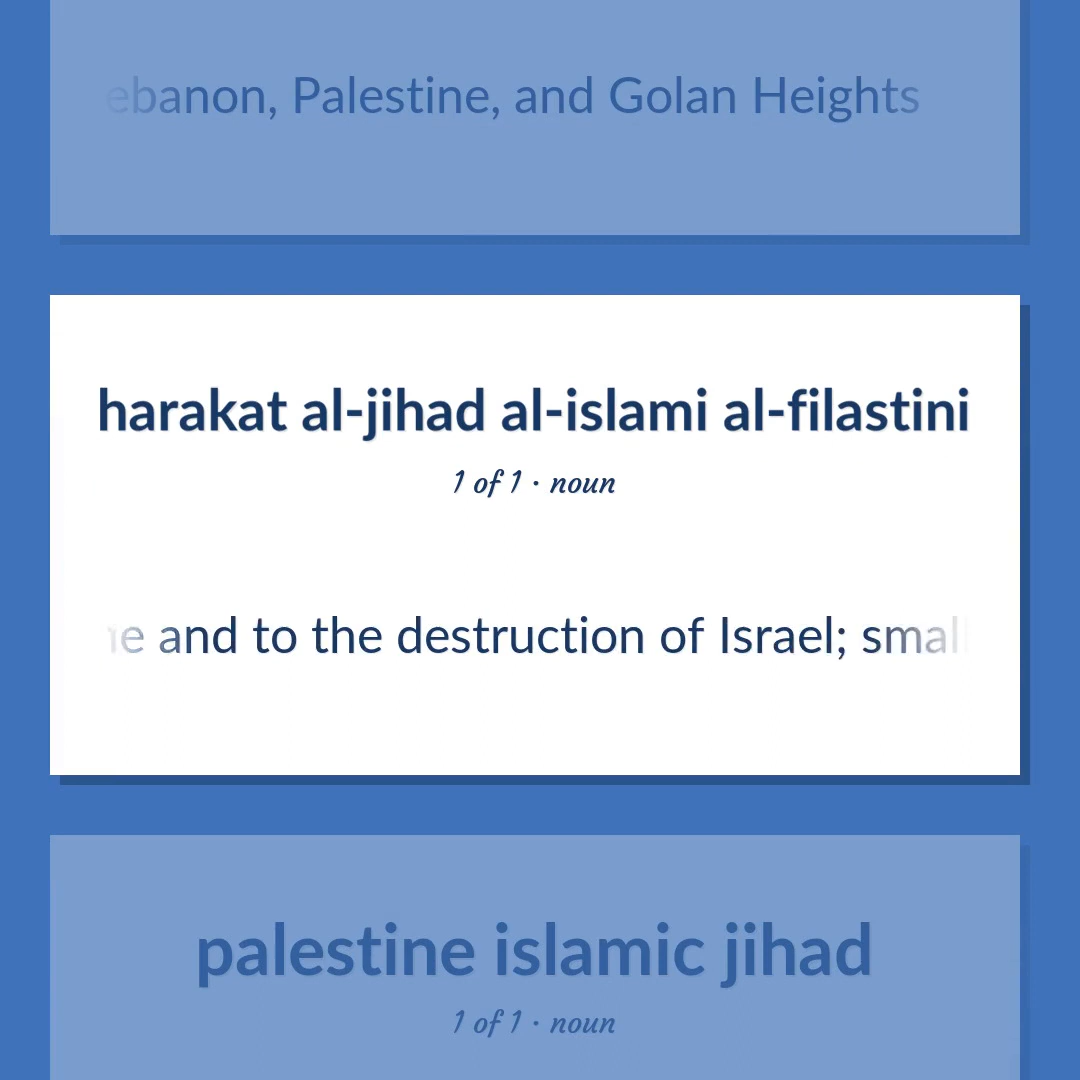 ebanon, Palestine, and Golan Heights
harakat al-jihad al-islami al-filastini
1 of 1 · noun
and to the destruction of Israel; small
palestine islamic jihad
1 of 1 · noun